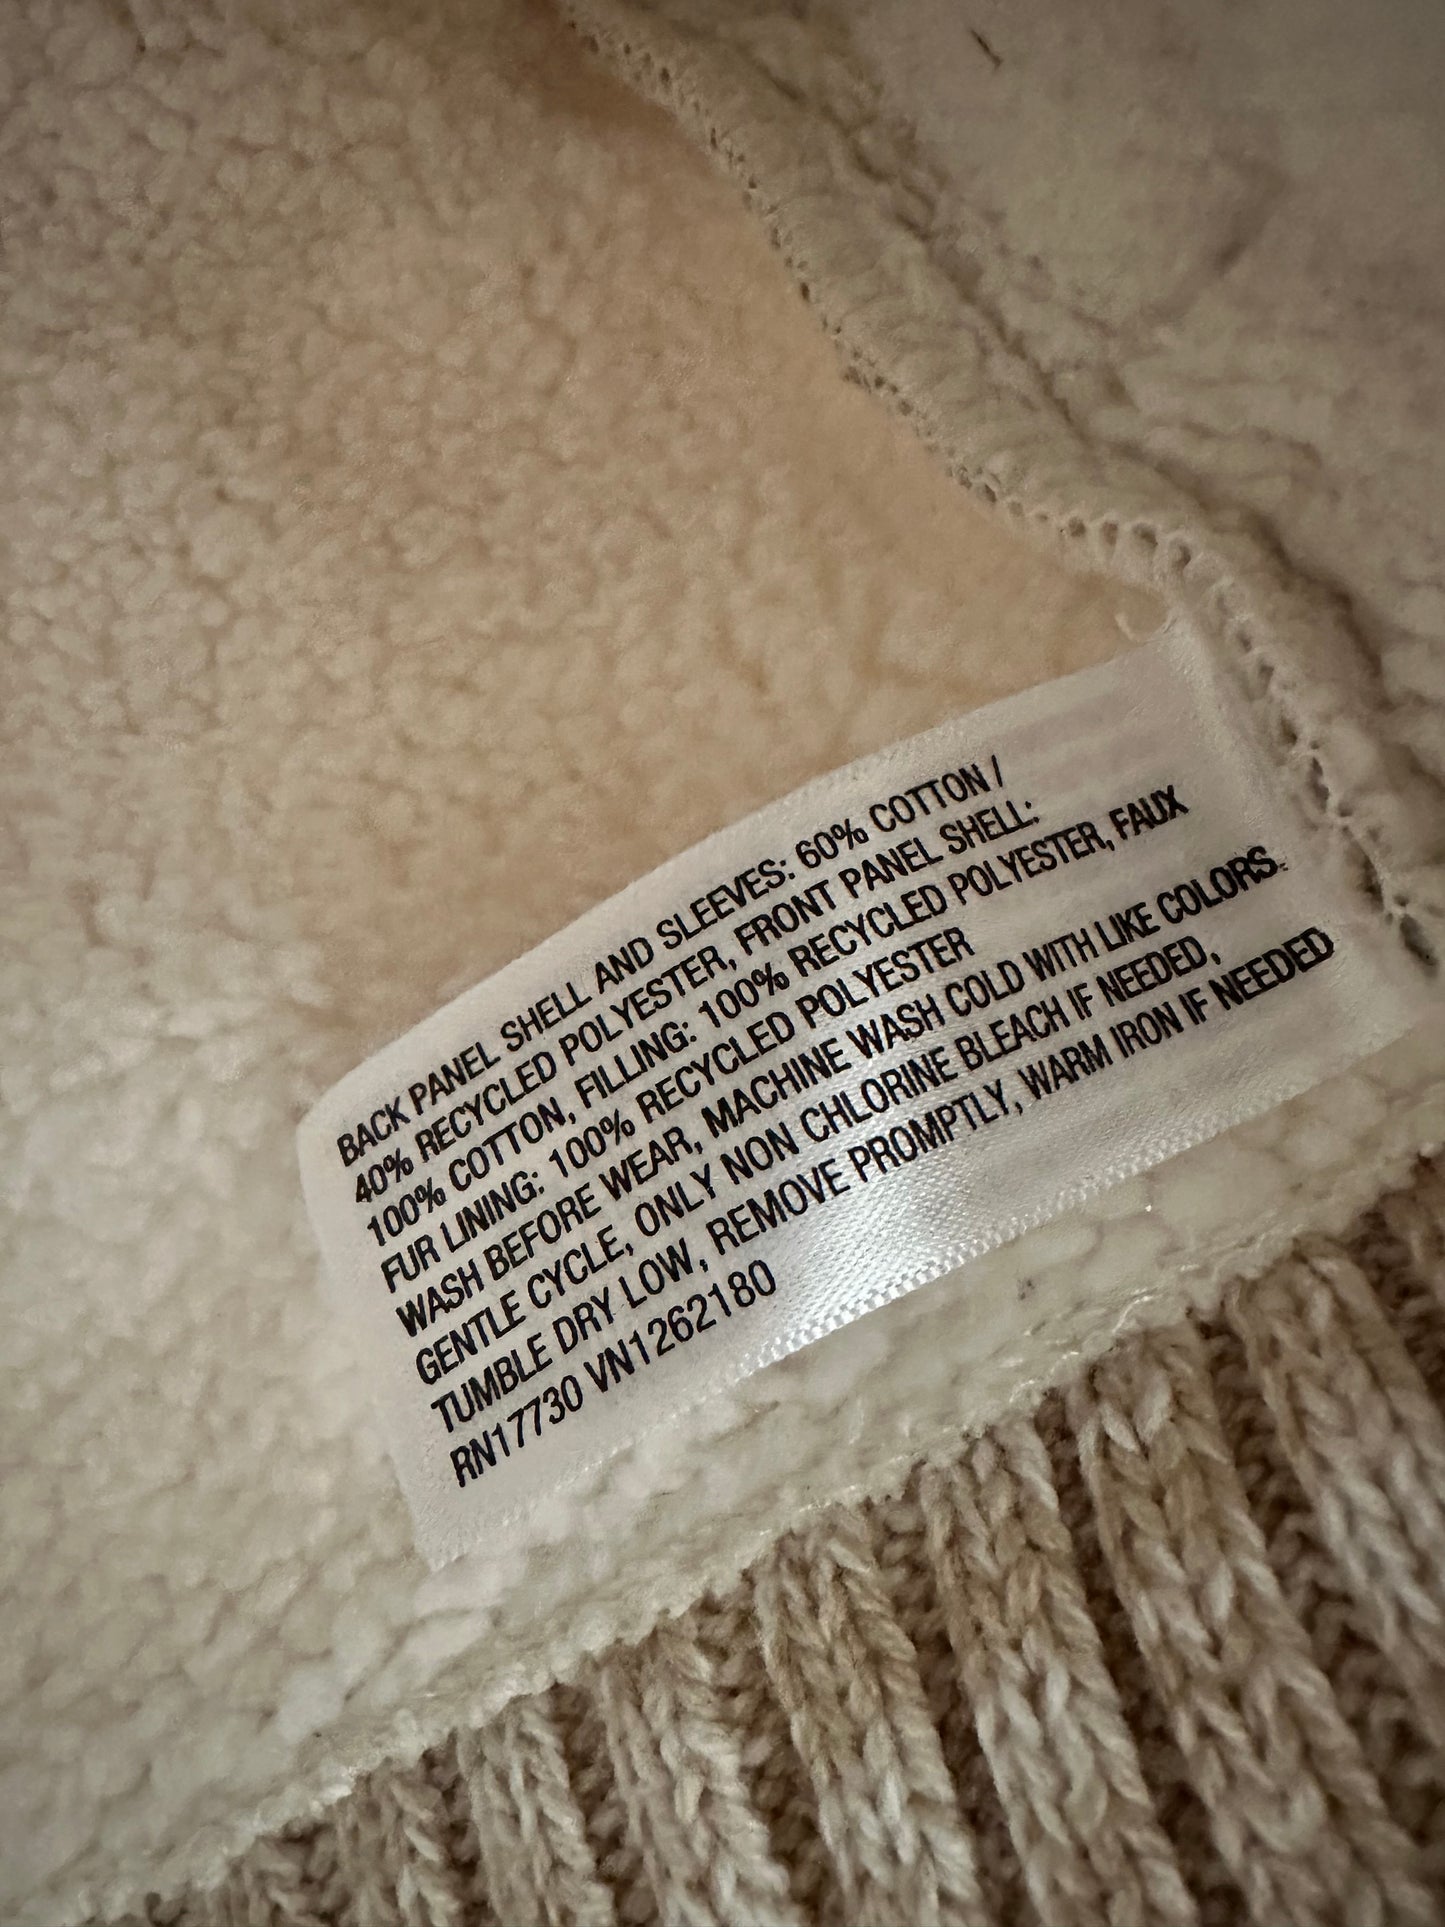 BACK PANEL SHELL AND SLEEVES: 60% COTTON /
40% RECYCLED POLYESTER, FRONT PANEL SHELL:
100% COTTON, FILLING: 100% RECYCLED POLYESTER, FAUX
FUR LINING: 100% RECYCLED POLYESTER
WASH BEFORE WEAR, MACHINE WASH COLD WITH LIKE COLORS.
GENTLE CYCLE, ONLY NON CHLORINE BLEACH IF NEEDED,
TUMBLE DRY LOW, REMOVE PROMPTLY, WARM IRON IF NEEDED
RN17730 VN1262180